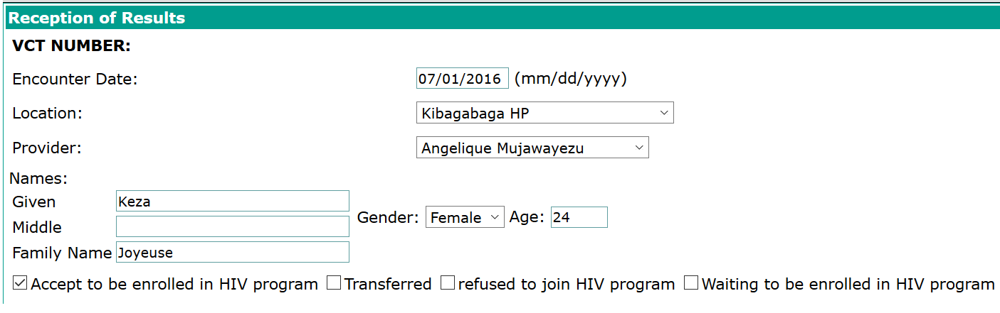 Reception of Results
VCT NUMBER:
Encounter Date: 07/01/2016 (mm/dd/yyyy)
Location: Kibagabaga HP
Provider: Angelique Mujawayezu
Names:
Given Keza
Middle
Family Name Joyeuse
Gender: Female Age: 24
Accept to be enrolled in HIV program Transferred refused to join HIV program Waiting to be enrolled in HIV program